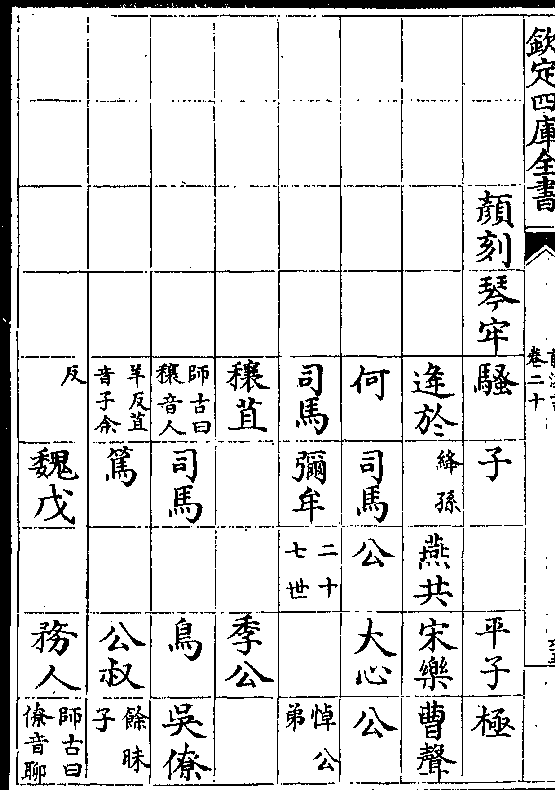 欽定四庫全書
卷二十
顏刻 琴牢 騷 子 平子 極
逢於 絳孫 燕共 宋樂 曹聲
何 司馬 公 大心 公
司馬 彌牟 二十七世 悼公弟
穰苴 季公
師古曰穰音人 司馬 鳥 吳僚
羊反苴音子余 篤 公叔 餘昧子
反 魏戊 務人 師古曰僚音聊